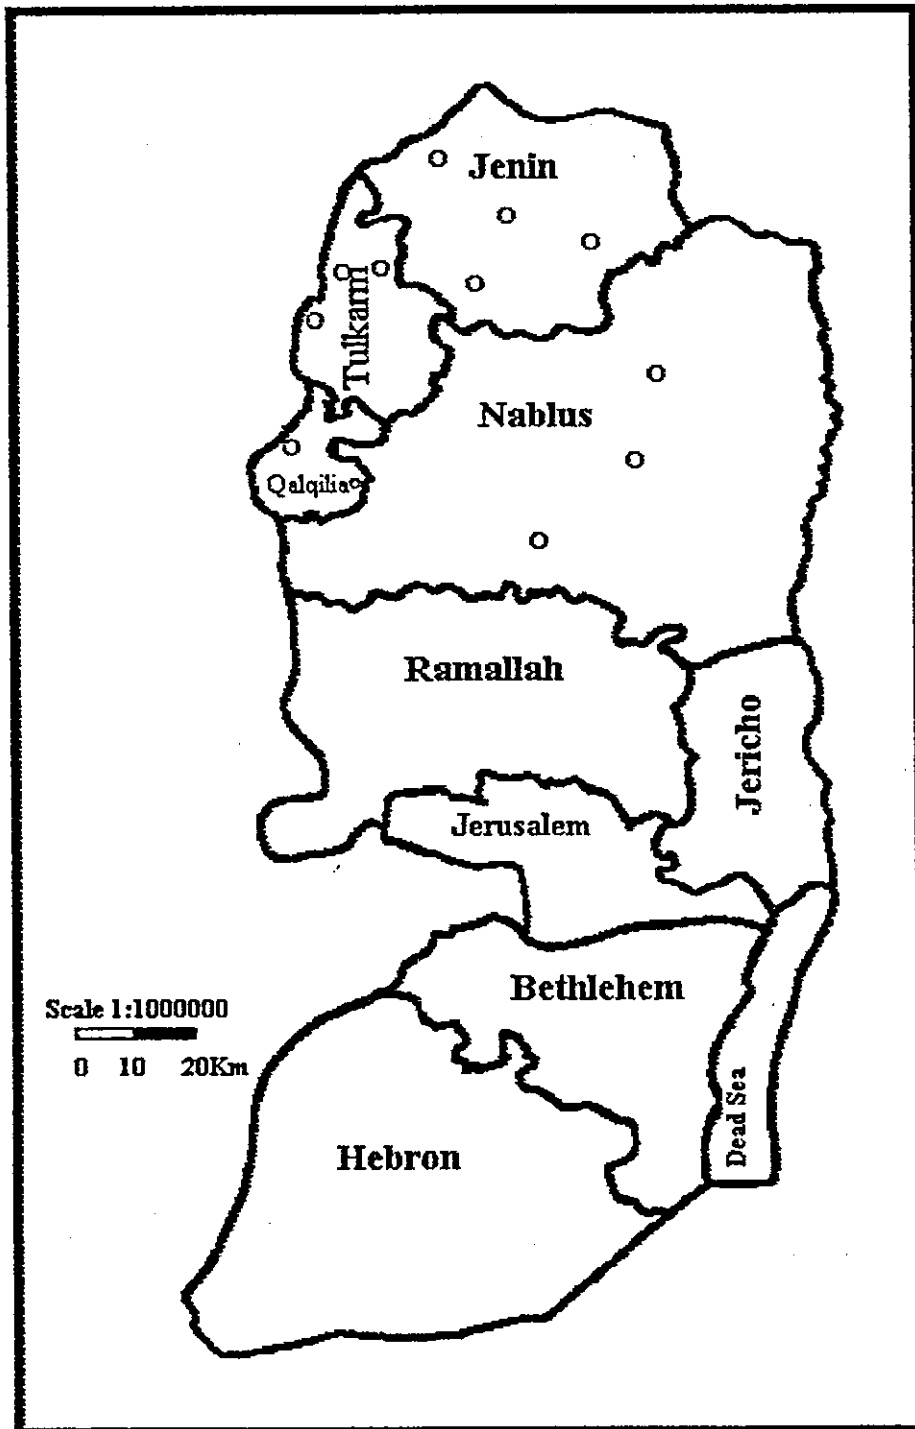 Jenin
Tulkarm
Nablus
Qalqilia
Ramallah
Jericho
Jerusalem
Bethlehem
Scale 1:1000000
0 10 20Km
Dead Sea
Hebron